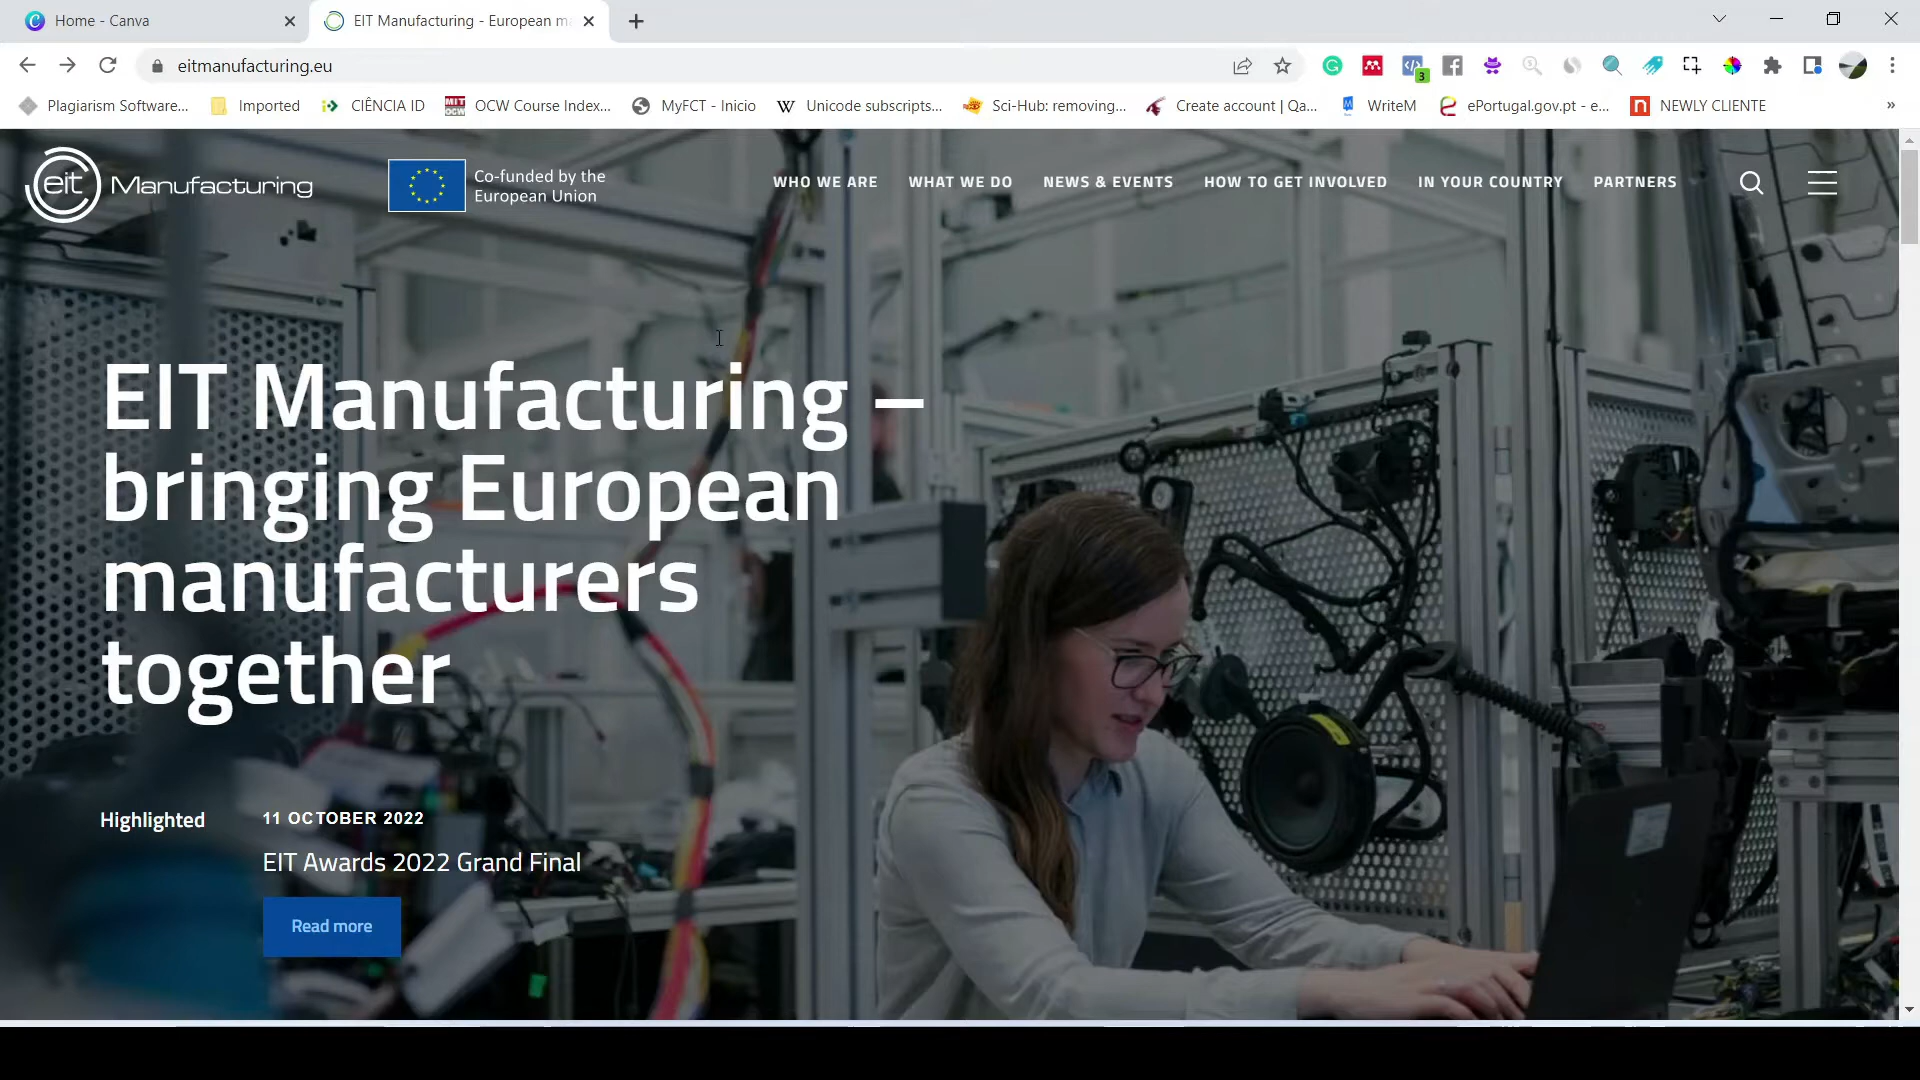 Home - Canva
EIT Manufacturing - European m
eitmanufacturing.eu
3
Plagiarism Software...
Imported
CIÊNCIA ID
MIT
OCW
OCW Course Index...
MyFCT - Inicio
W
Unicode subscripts...
Sci-Hub: removing...
Create account | Qa...
WriteM
ePortugal.gov.pt - e...
n
NEWLY CLIENTE
»
eit Manufacturing
Co-funded by the
European Union
WHO WE ARE
WHAT WE DO
NEWS & EVENTS
HOW TO GET INVOLVED
IN YOUR COUNTRY
PARTNERS
EIT Manufacturing –
bringing European
manufacturers
together
Highlighted
11 OCTOBER 2022
EIT Awards 2022 Grand Final
Read more